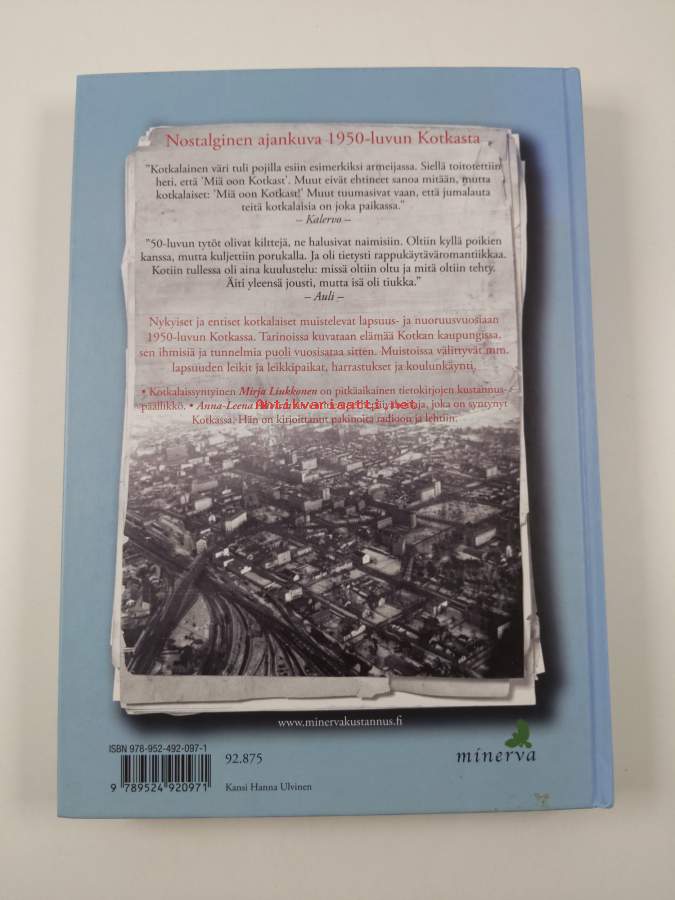 Nostalginen ajankuva 1950-luvun Kotkasta
”Kotkalainen väri tuli pojilla esiin esimerkiksi armeijassa. Siellä toitotettiin
heti, että ’Miä oon Kotkast’. Muut eivät ehtineet sanoa mitään, mutta
kotkalaiset: ’Miä oon Kotkast!’ Muut tuumasivat vaan, että jumalauta
teitä kotkalaisia on joka paikassa.”
– Kalervo –
”50-luvun tytöt olivat kilttejä, ne halusivat naimisiin. Oltiin kyllä poikien
kanssa, mutta kuljettiin porukalla. Ja oli tietysti rappukäytäväromantiikkaa.
Kotiin tullessa oli aina kuulustelu: missä oltiin oltu ja mitä oltiin tehty.
Äiti yleensä jousti, mutta isä oli tiukka.”
– Auli –
Nykyiset ja entiset kotkalaiset muistelevat lapsuus- ja nuoruusvuosiaan
1950-luvun Kotkassa. Tarinoissa kuvataan elämää Kotkan kaupungissa,
sen ihmisiä ja tunnelmia puoli vuosisataa sitten. Muistoissa välittyvät mm.
lapsuuden leikit ja leikkipaikat, harrastukset ja koulunkäynti.
• Kotkalaissyntyinen Mirja Liukkonen on pitkäaikainen tietokirjojen kustannus-
päällikkö. • Anna-Leena joka on syntynyt
Antikvariaatti.net
Kotkassa. Hän on kirjoittanut pakinoita radioon ja lehtiin.
www.minervakustannus.fi
ISBN 978-952-492-097-1
92.875
minerva
9 789524 920971
Kansi Hanna Ulvinen